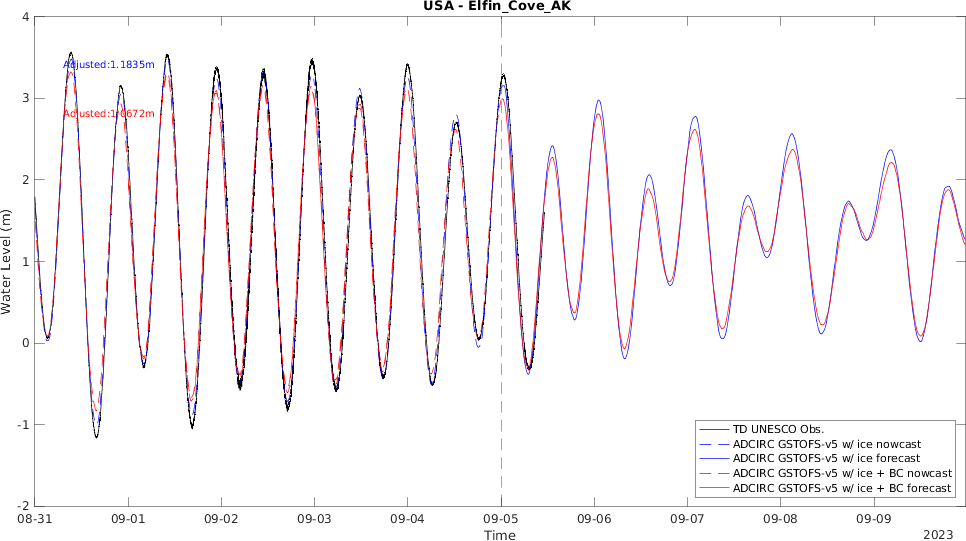 USA - Elfin_Cove_AK
4
Adjusted:1.1835m
3
Adjusted:1.0672m
2
Water Level (m)
1
0
-1
-2
TD UNESCO Obs.
ADCIRC GSTOFS-v5 w/ ice nowcast
ADCIRC GSTOFS-v5 w/ ice forecast
ADCIRC GSTOFS-v5 w/ ice + BC nowcast
ADCIRC GSTOFS-v5 w/ ice + BC forecast
08-31 09-01 09-02 09-03 09-04 09-05 09-06 09-07 09-08 09-09
Time
2023